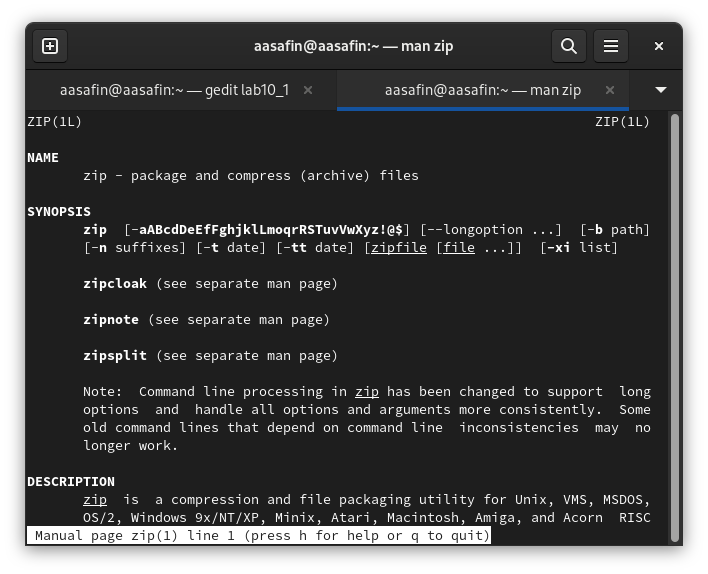 aasafin@aasafin:~ — man zip
aasafin@aasafin:~ — gedit lab10_1
aasafin@aasafin:~ — man zip
ZIP(1L) ZIP(1L)
NAME
zip - package and compress (archive) files
SYNOPSIS
zip [-aABcdDeEfFghjklLmoqrRSTuvVwXyz!@$] [--longoption ...] [-b path]
[-n suffixes] [-t date] [-tt date] [zipfile [file ...]] [-xi list]
zipcloak (see separate man page)
zipnote (see separate man page)
zipsplit (see separate man page)
Note: Command line processing in zip has been changed to support long
options and handle all options and arguments more consistently. Some
old command lines that depend on command line inconsistencies may no
longer work.
DESCRIPTION
zip is a compression and file packaging utility for Unix, VMS, MSDOS,
OS/2, Windows 9x/NT/XP, Minix, Atari, Macintosh, Amiga, and Acorn RISC
Manual page zip(1) line 1 (press h for help or q to quit)